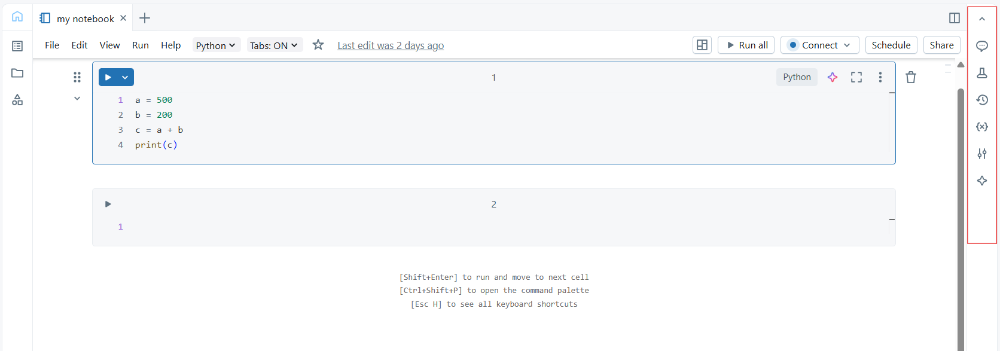 my notebook
File Edit View Run Help Python Tabs: ON Last edit was 2 days ago Run all Connect Schedule Share
1 Python
1 a = 500
2 b = 200
3 c = a + b
4 print(c)
2
1
[Shift+Enter] to run and move to next cell
[Ctrl+Shift+P] to open the command palette
[Esc H] to see all keyboard shortcuts